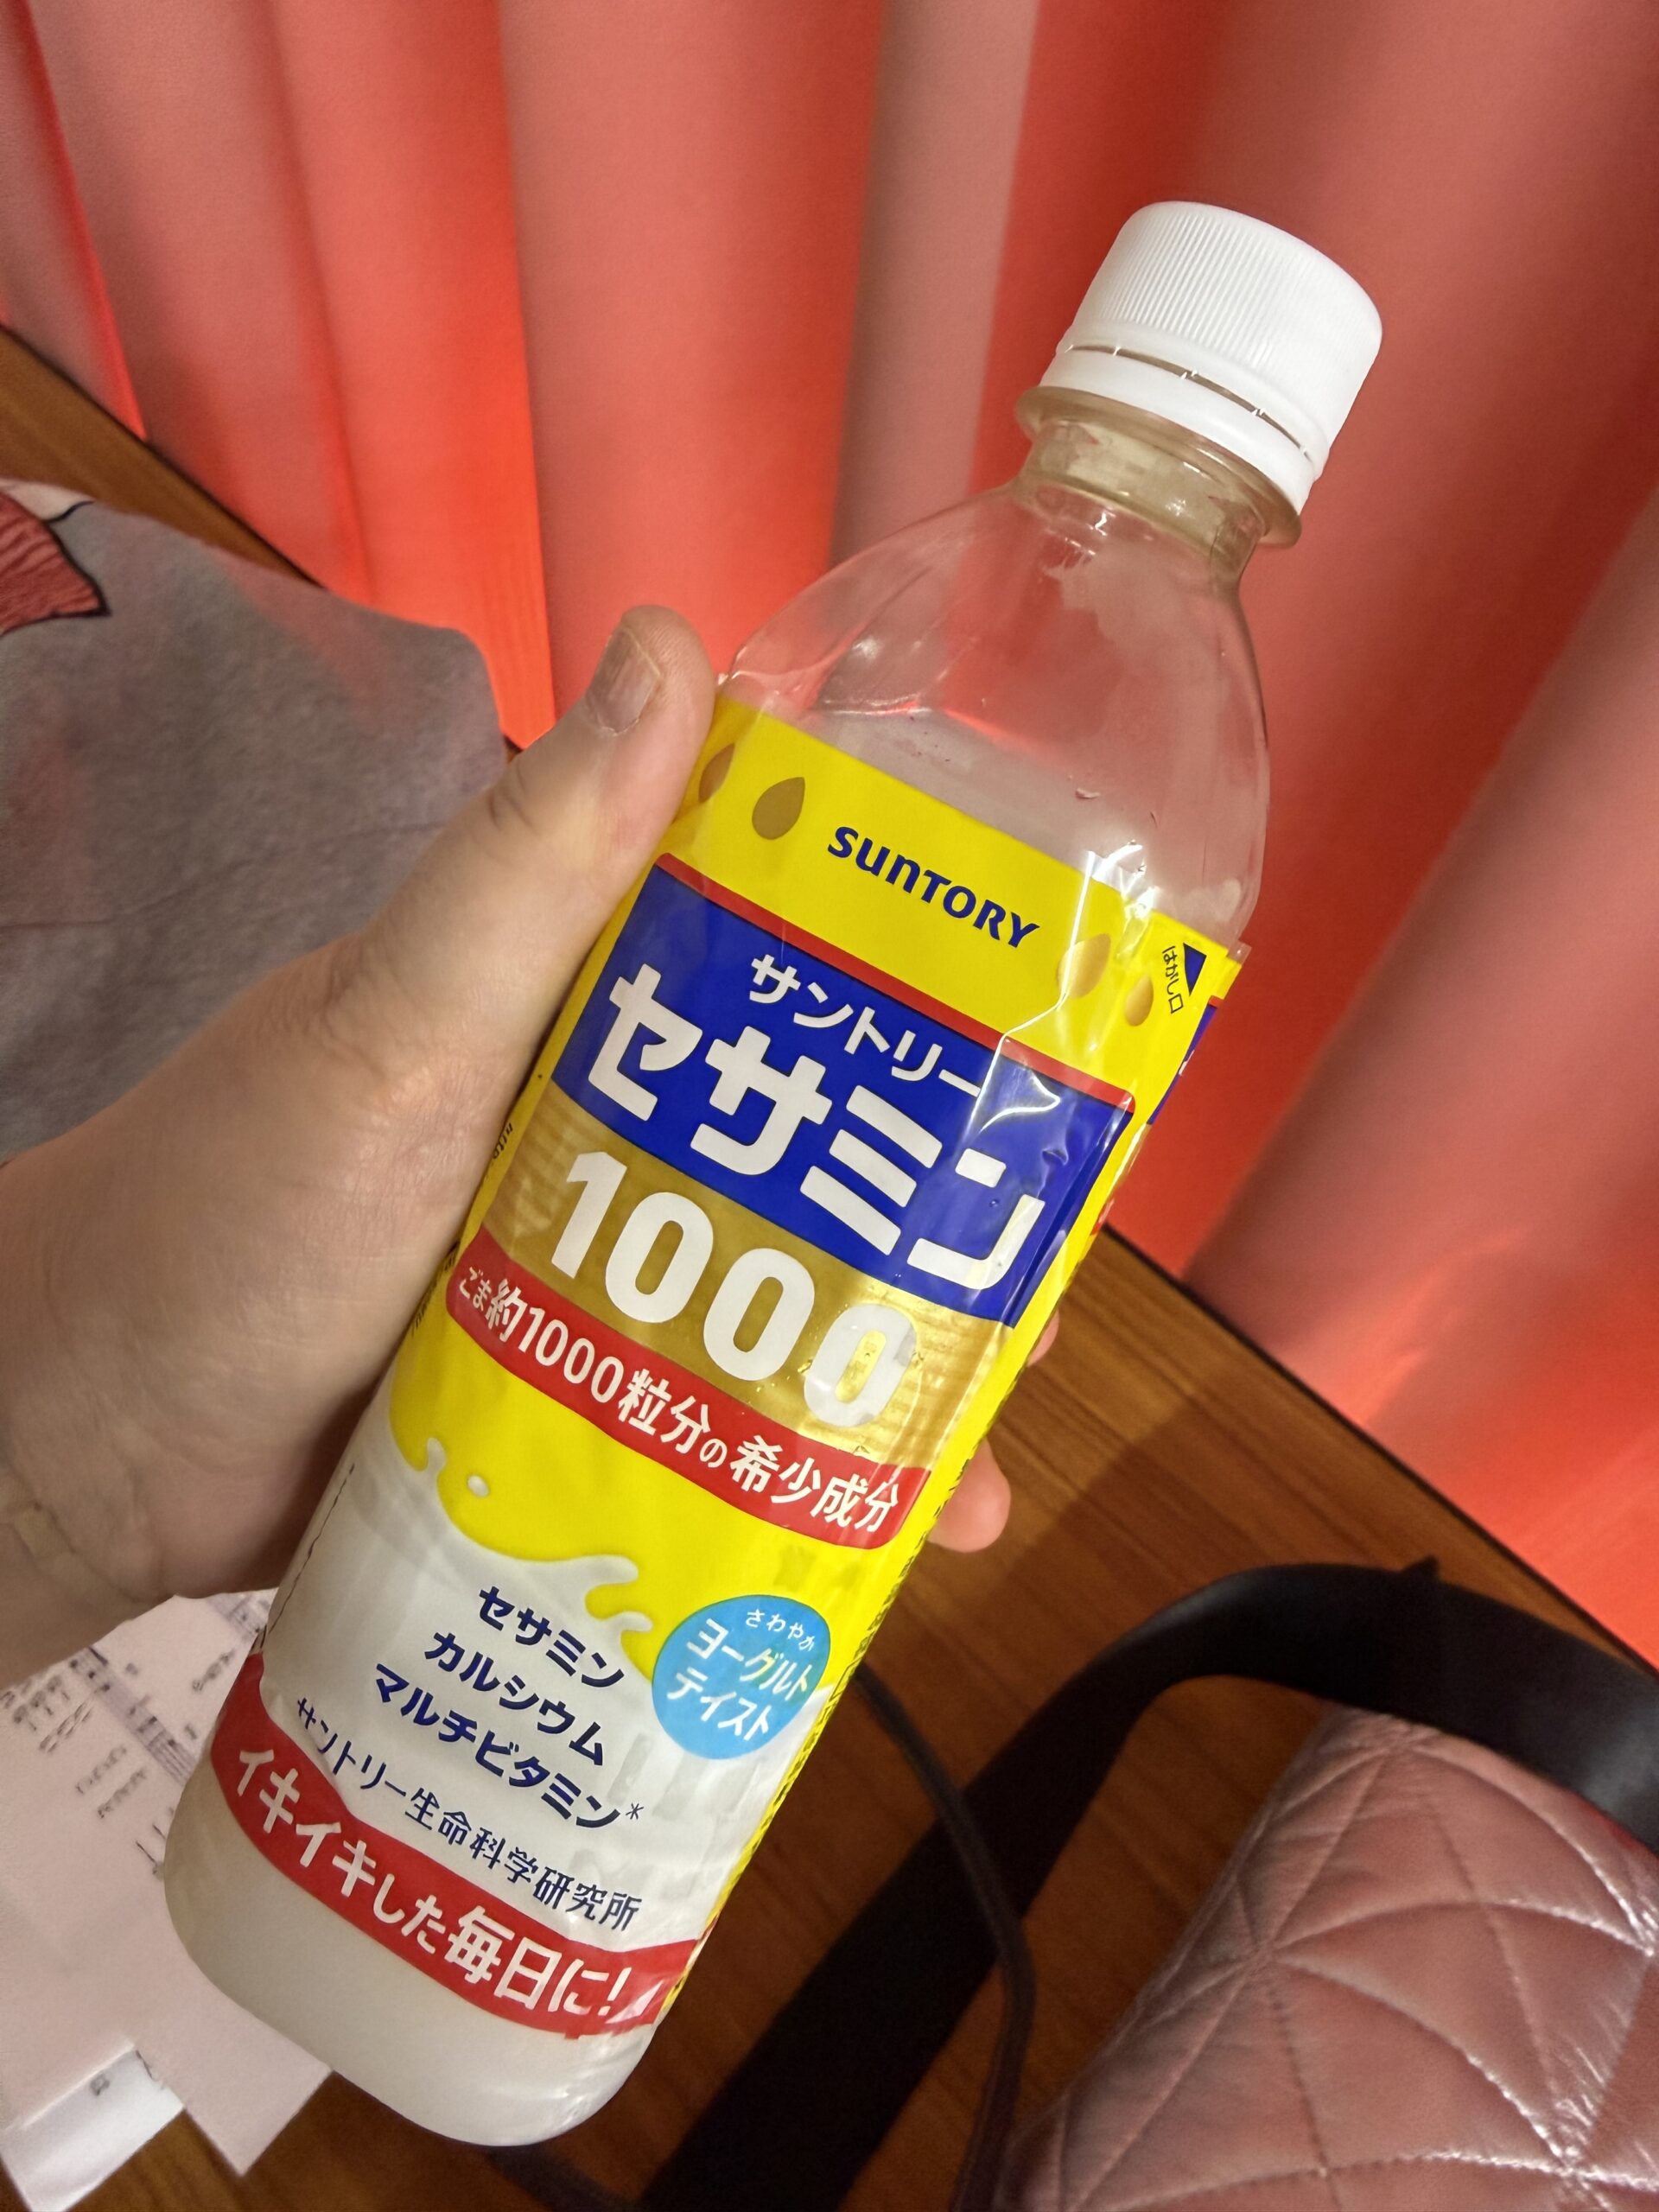 SUNTORY
はがし口
サントリー
セサミン
1000
ごま約1000粒分の希少成分
さわやか
ヨーグルト
テイスト
セサミン
カルシウム
マルチビタミン*
サントリー生命科学研究所
イキイキした毎日に!